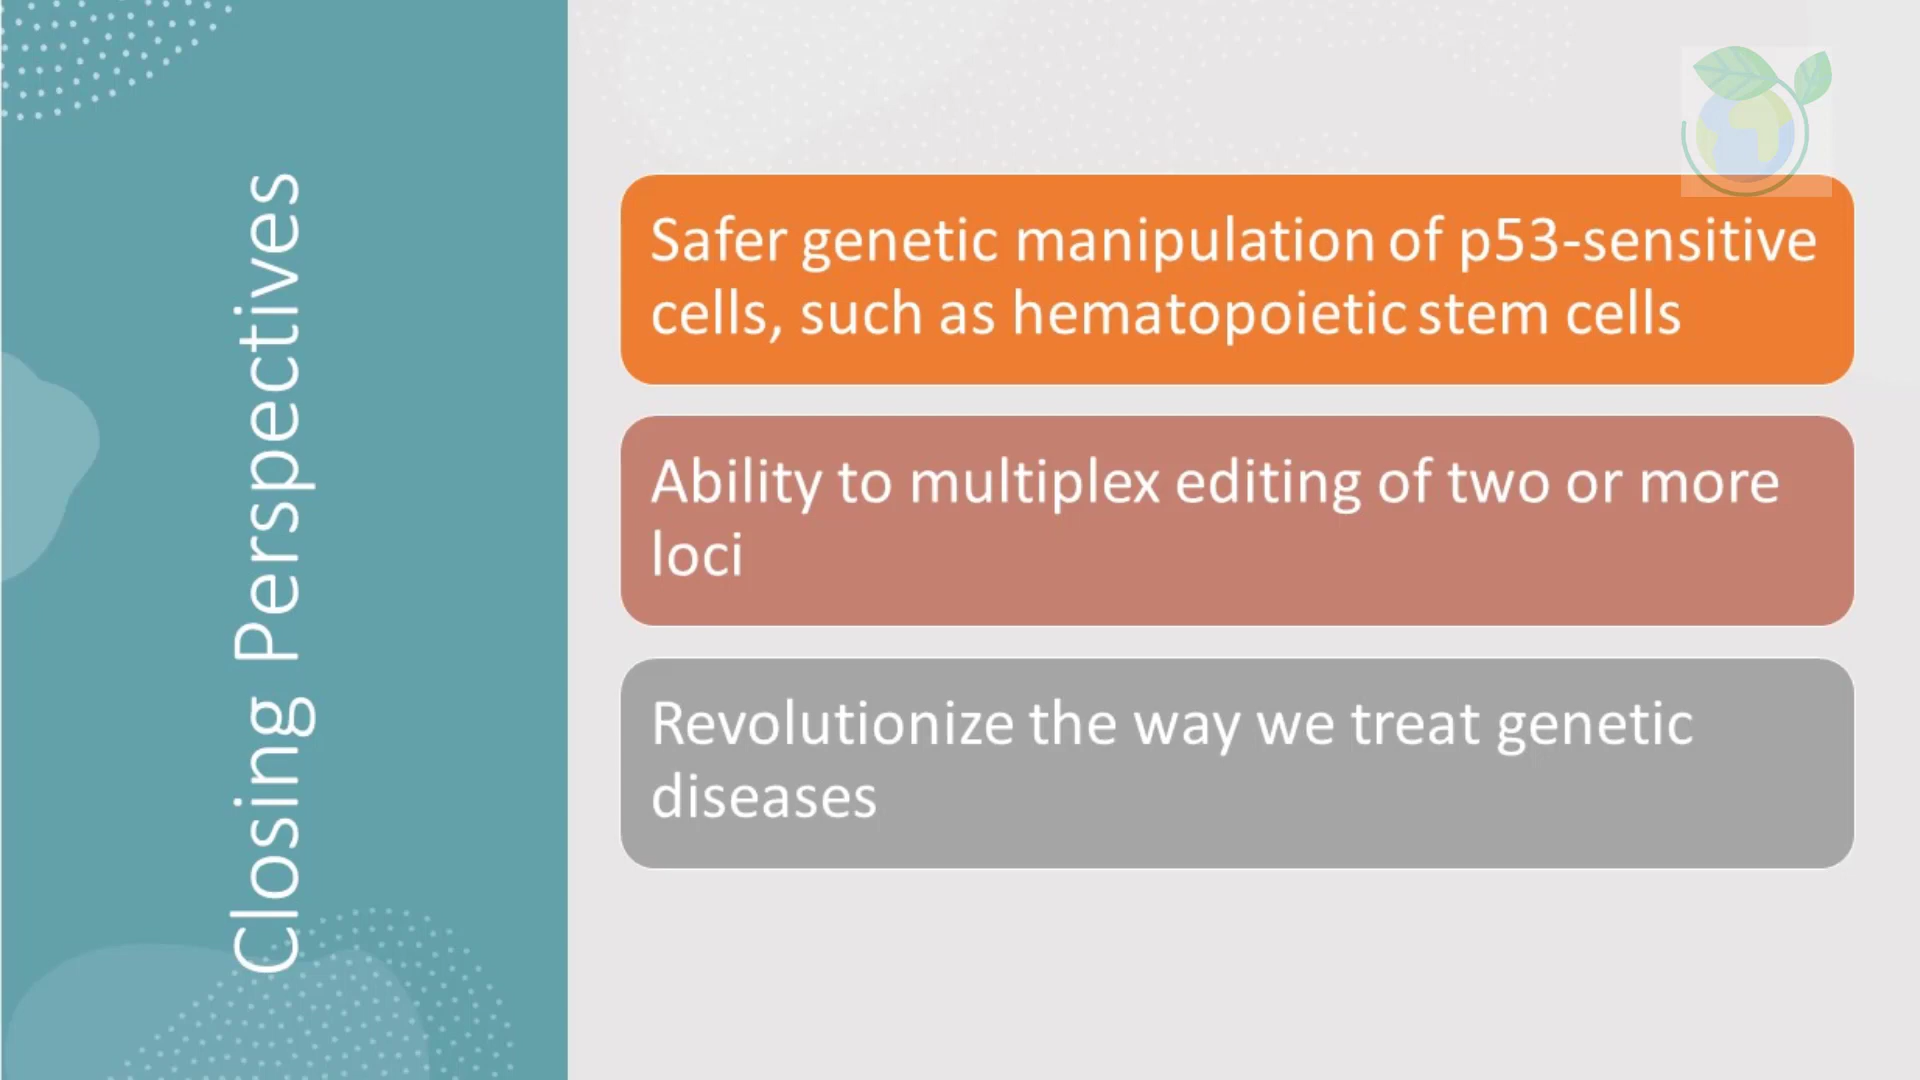 Closing Perspectives
Safer genetic manipulation of p53-sensitive
cells, such as hematopoietic stem cells
Ability to multiplex editing of two or more
loci
Revolutionize the way we treat genetic
diseases